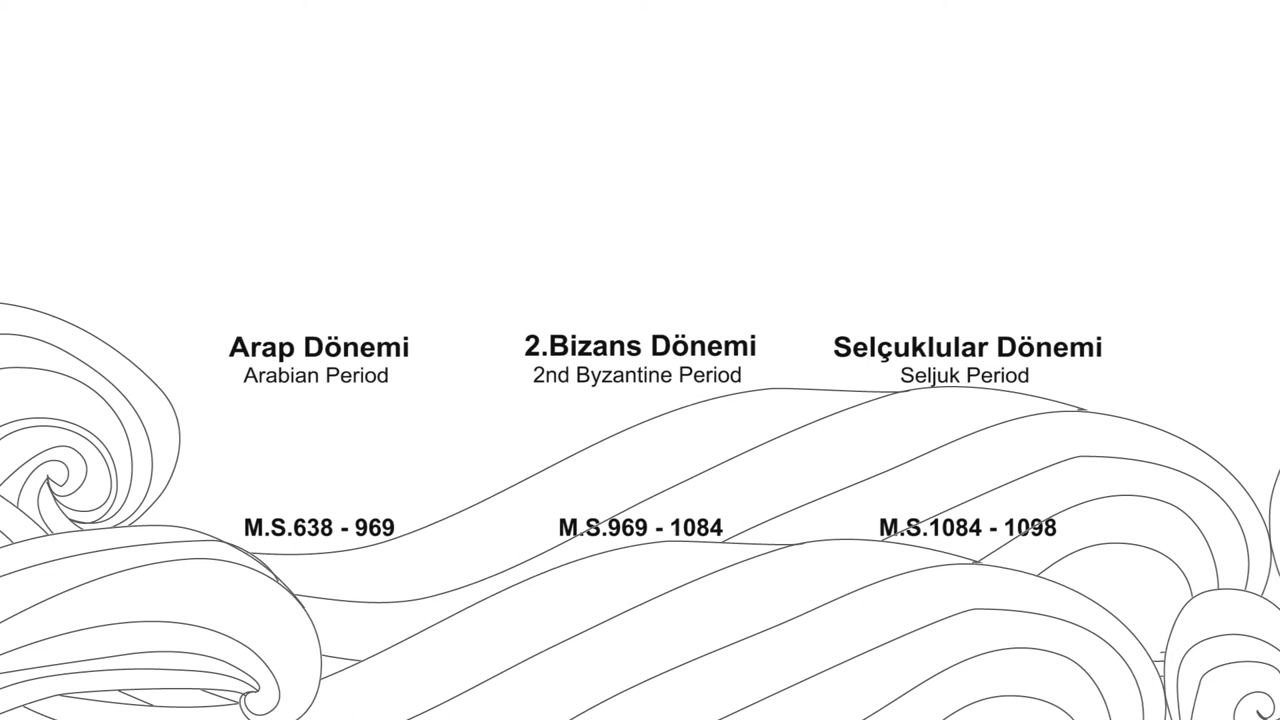 Arap Dönemi
Arabian Period
M.S.638 - 969
2.Bizans Dönemi
2nd Byzantine Period
M.S.969 - 1084
Selçuklular Dönemi
Seljuk Period
M.S.1084 - 1098